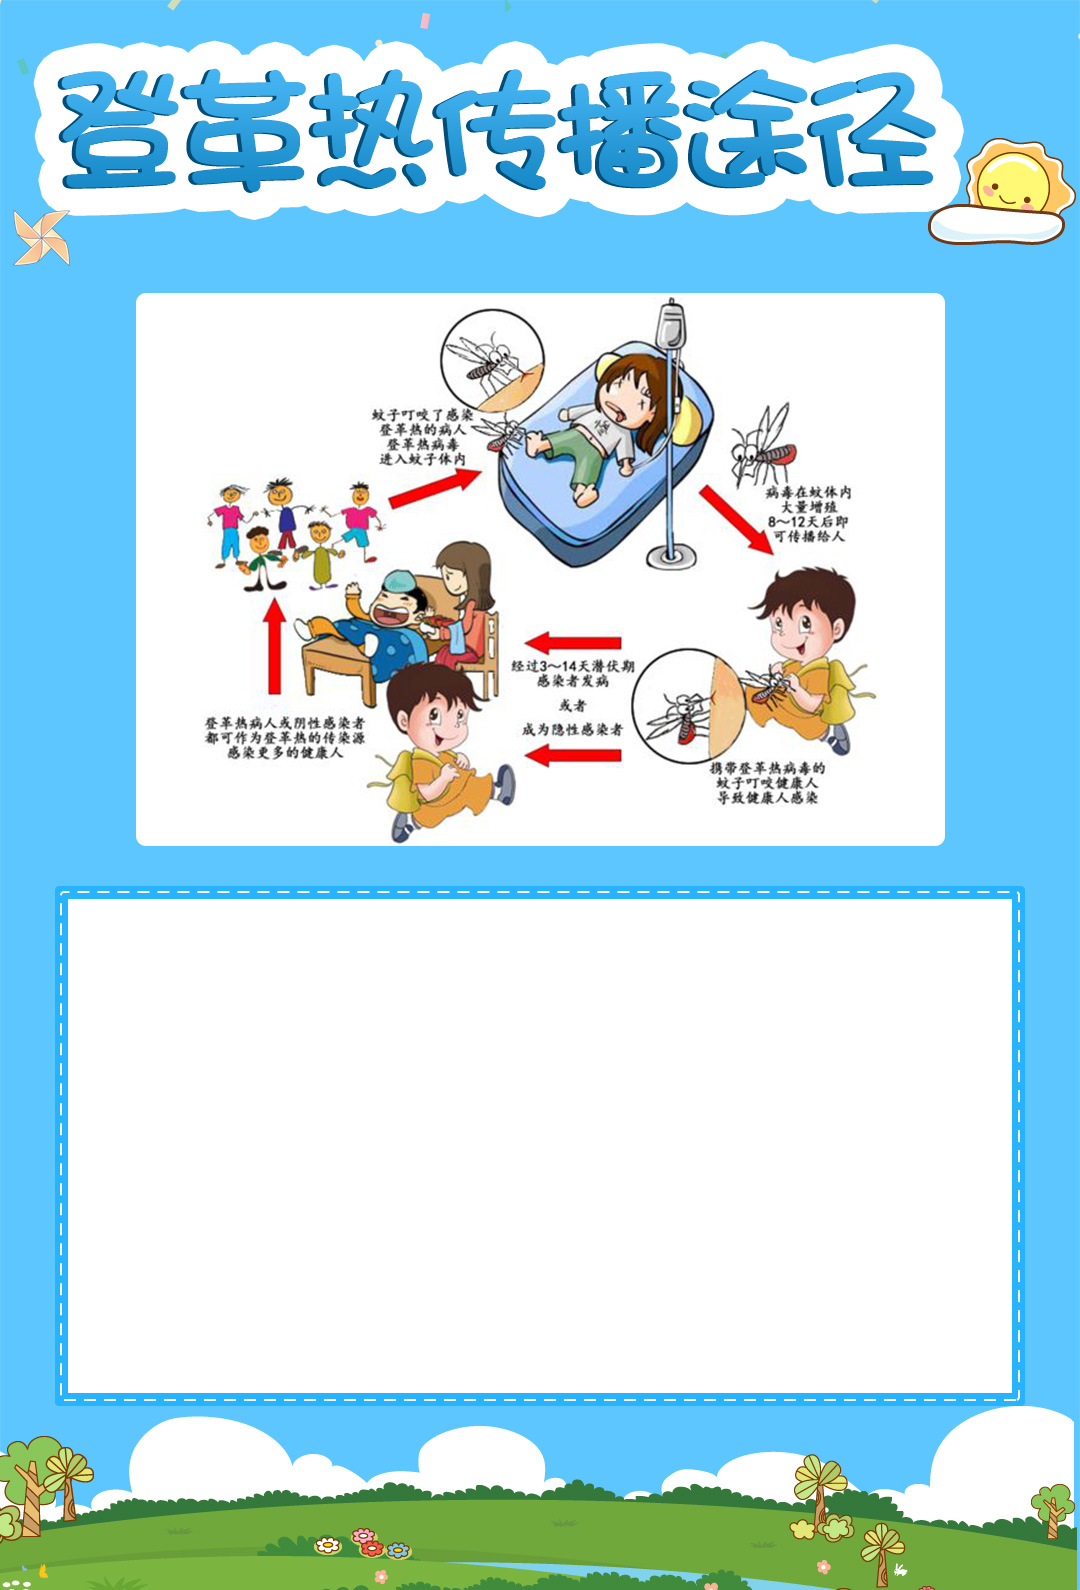 登革热传播途径
蚊子叮咬了感染
登革热的病人
登革热病毒
进入蚊子体内
病毒在蚊体内
大量增殖
8～12天后即
可传播给人
携带登革热病毒的
蚊子叮咬健康人
导致健康人感染
经过3～14天潜伏期
感染者发病
或者
成为隐性感染者
登革热病人或阴性感染者
都可作为登革热的传染源
感染更多的健康人